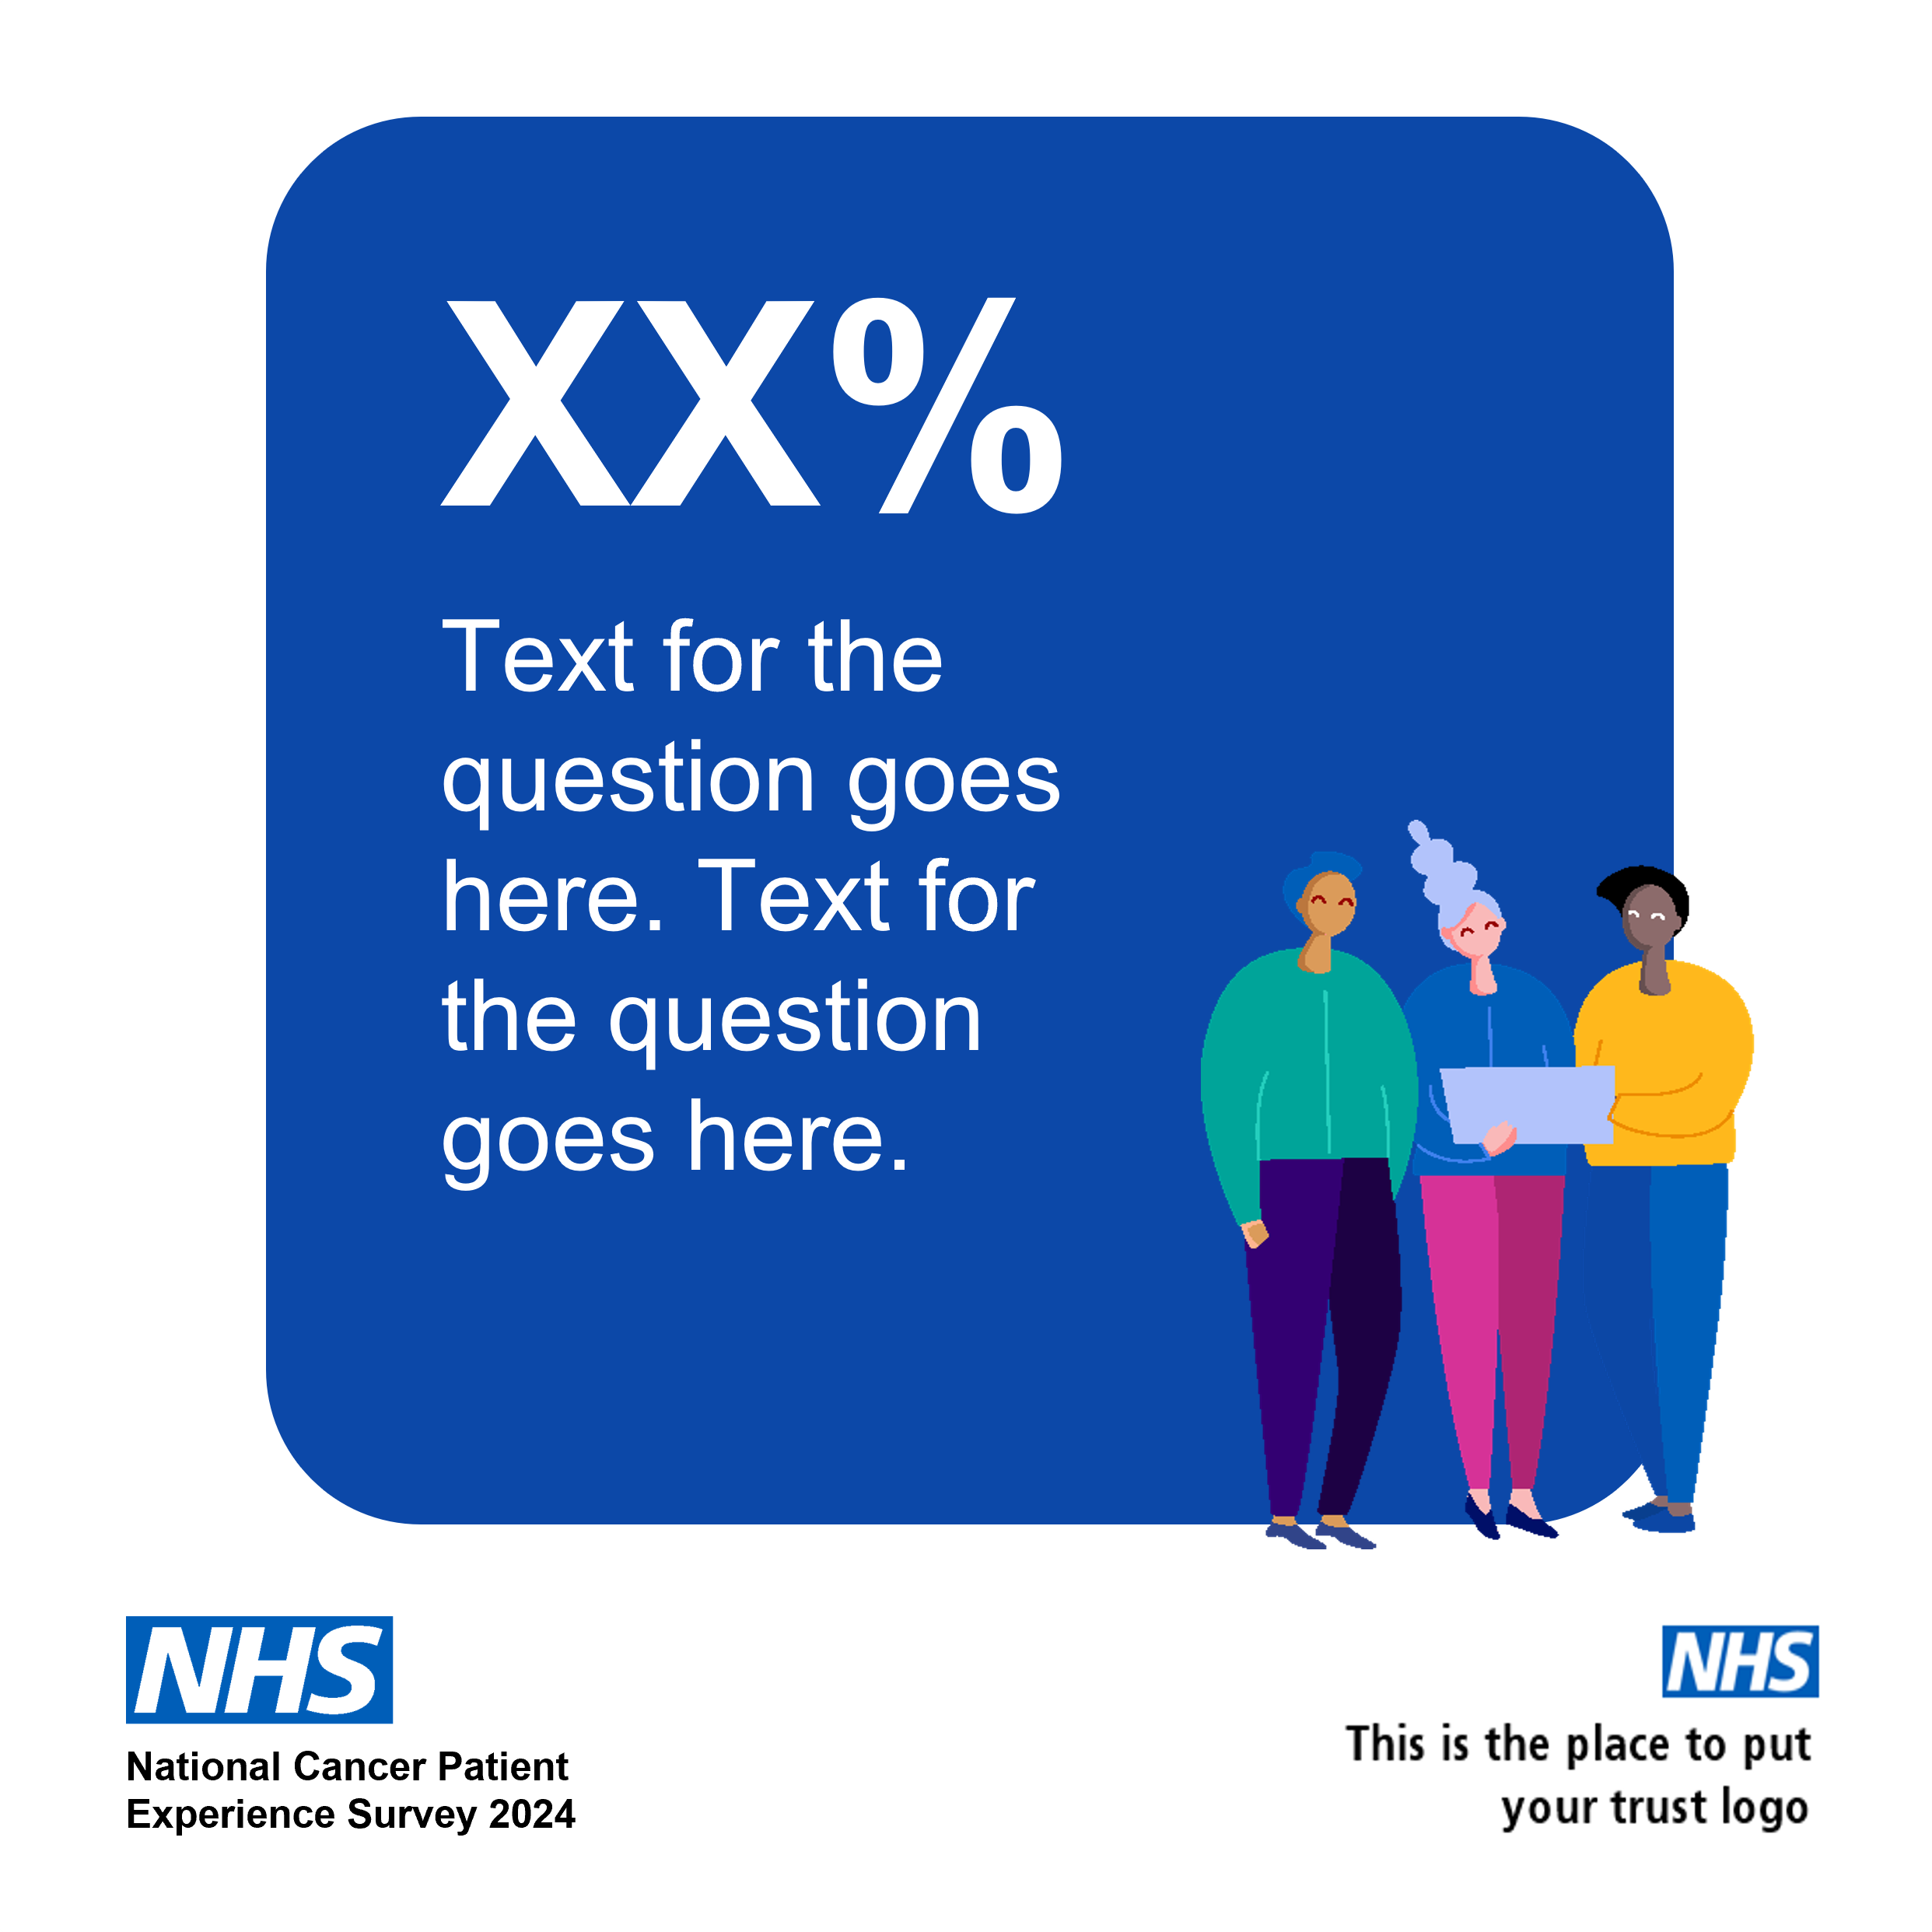 XX%
Text for the
question goes
here. Text for
the question
goes here.
NHS
National Cancer Patient
Experience Survey 2024
NHS
This is the place to put
your trust logo